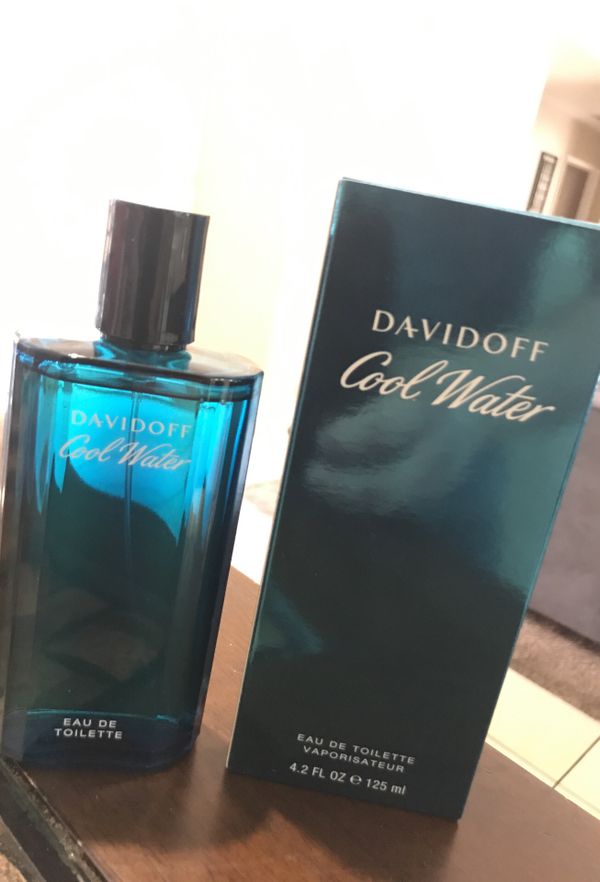 DAVIDOFF
Cool Water
EAU DE
TOILETTE
DAVIDOFF
Cool Water
EAU DE TOILETTE
VAPORISATEUR
4.2 FL OZ ℮ 125 ml